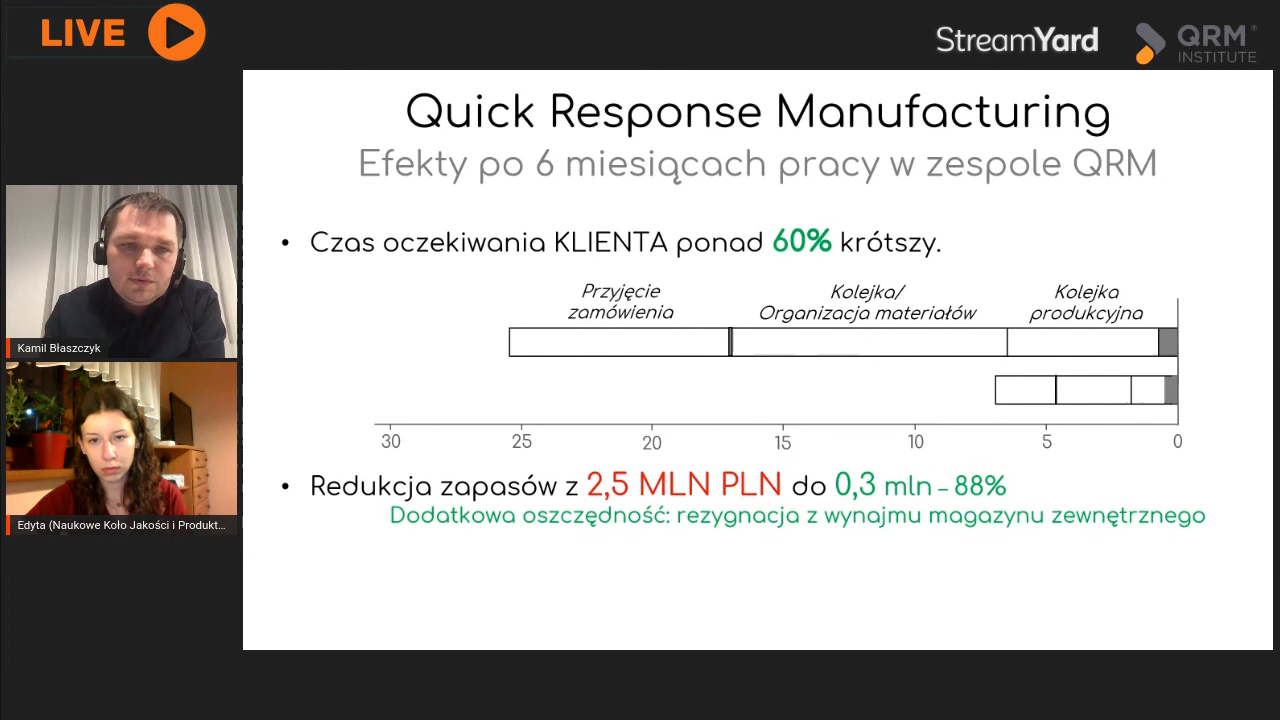 LIVE
StreamYard
QRM
INSTITUTE
Quick Response Manufacturing
Efekty po 6 miesiącach pracy w zespole QRM
• Czas oczekiwania KLIENTA ponad 60% krótszy.
Przyjęcie zamówienia
Kolejka/ Organizacja materiałów
Kolejka produkcyjna
30 25 20 15 10 5 0
• Redukcja zapasów z 2,5 MLN PLN do 0,3 mln – 88%
Dodatkowa oszczędność: rezygnacja z wynajmu magazynu zewnętrznego
Kamil Błaszczyk
Edyta (Naukowe Koło Jakości i Produkt...